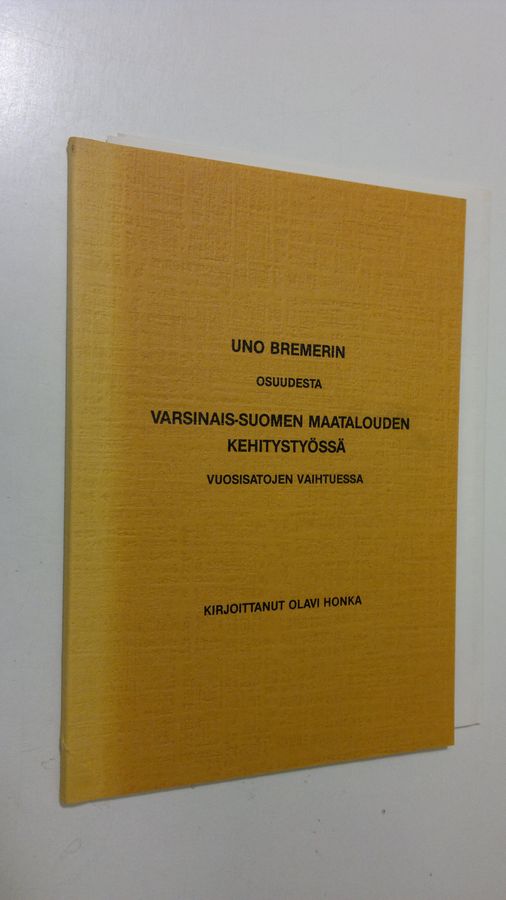 UNO BREMERIN
OSUUDESTA
VARSINAIS-SUOMEN MAATALOUDEN
KEHITYSTYÖSSÄ
VUOSISATOJEN VAIHTUESSA
KIRJOITTANUT OLAVI HONKA